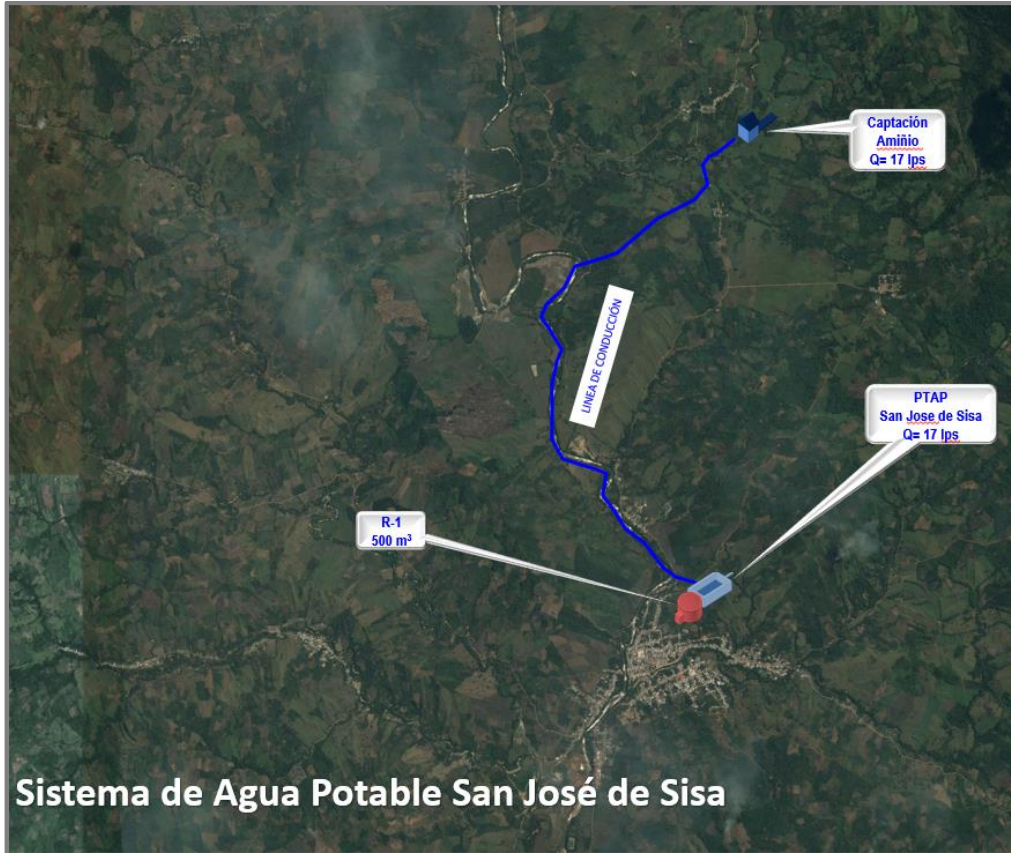 Captación
Amiñio
Q= 17 lps
LINEA DE CONDUCCIÓN
PTAP
San Jose de Sisa
Q= 17 lps
R-1
500 m³
Sistema de Agua Potable San José de Sisa